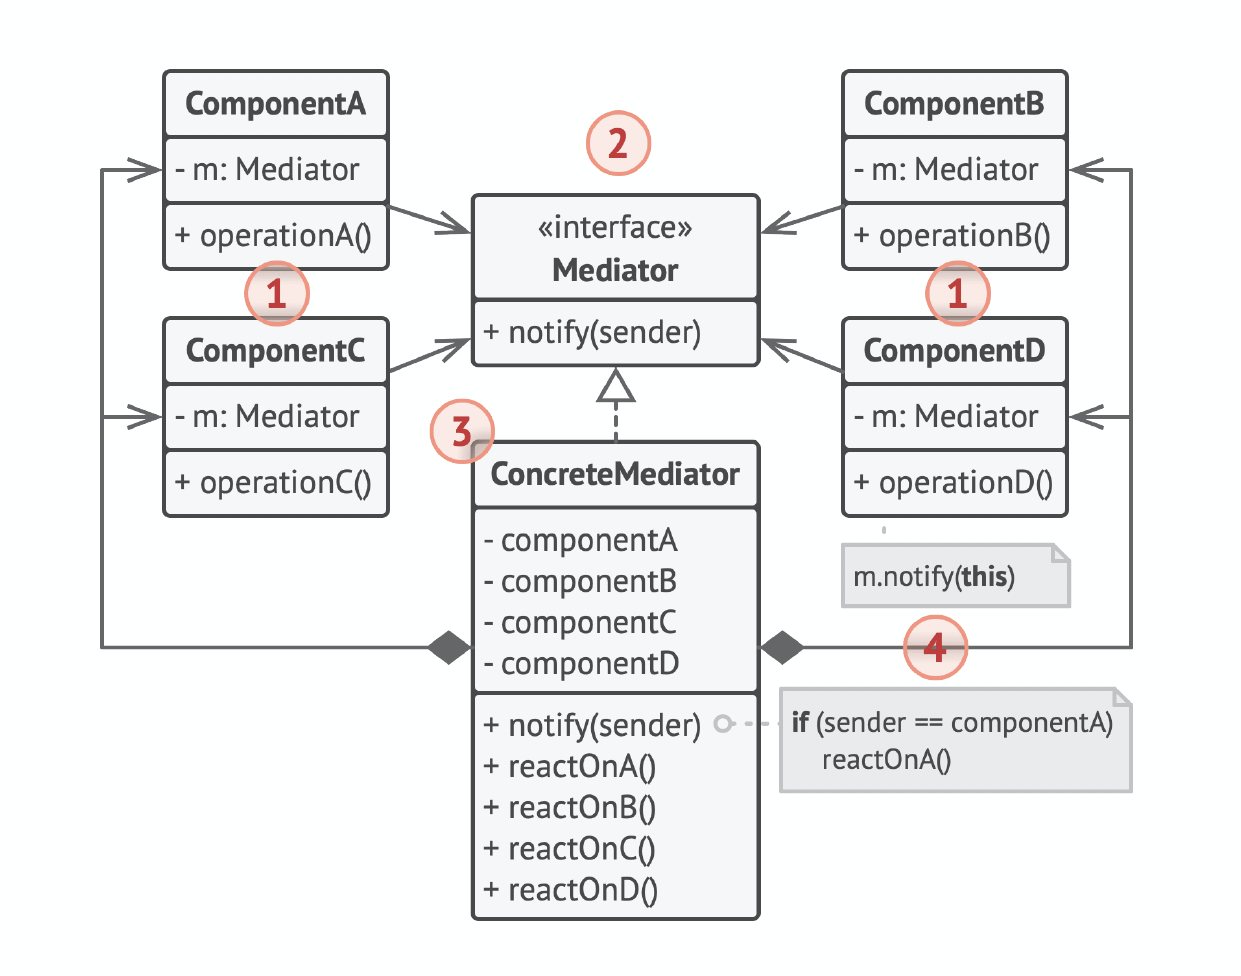 ComponentA
- m: Mediator
+ operationA()
1
ComponentC
- m: Mediator
+ operationC()
2
«interface»
Mediator
+ notify(sender)
3
ConcreteMediator
- componentA
- componentB
- componentC
- componentD
+ notify(sender)
+ reactOnA()
+ reactOnB()
+ reactOnC()
+ reactOnD()
ComponentB
- m: Mediator
+ operationB()
1
ComponentD
- m: Mediator
+ operationD()
m.notify(this)
4
if (sender == componentA)
reactOnA()